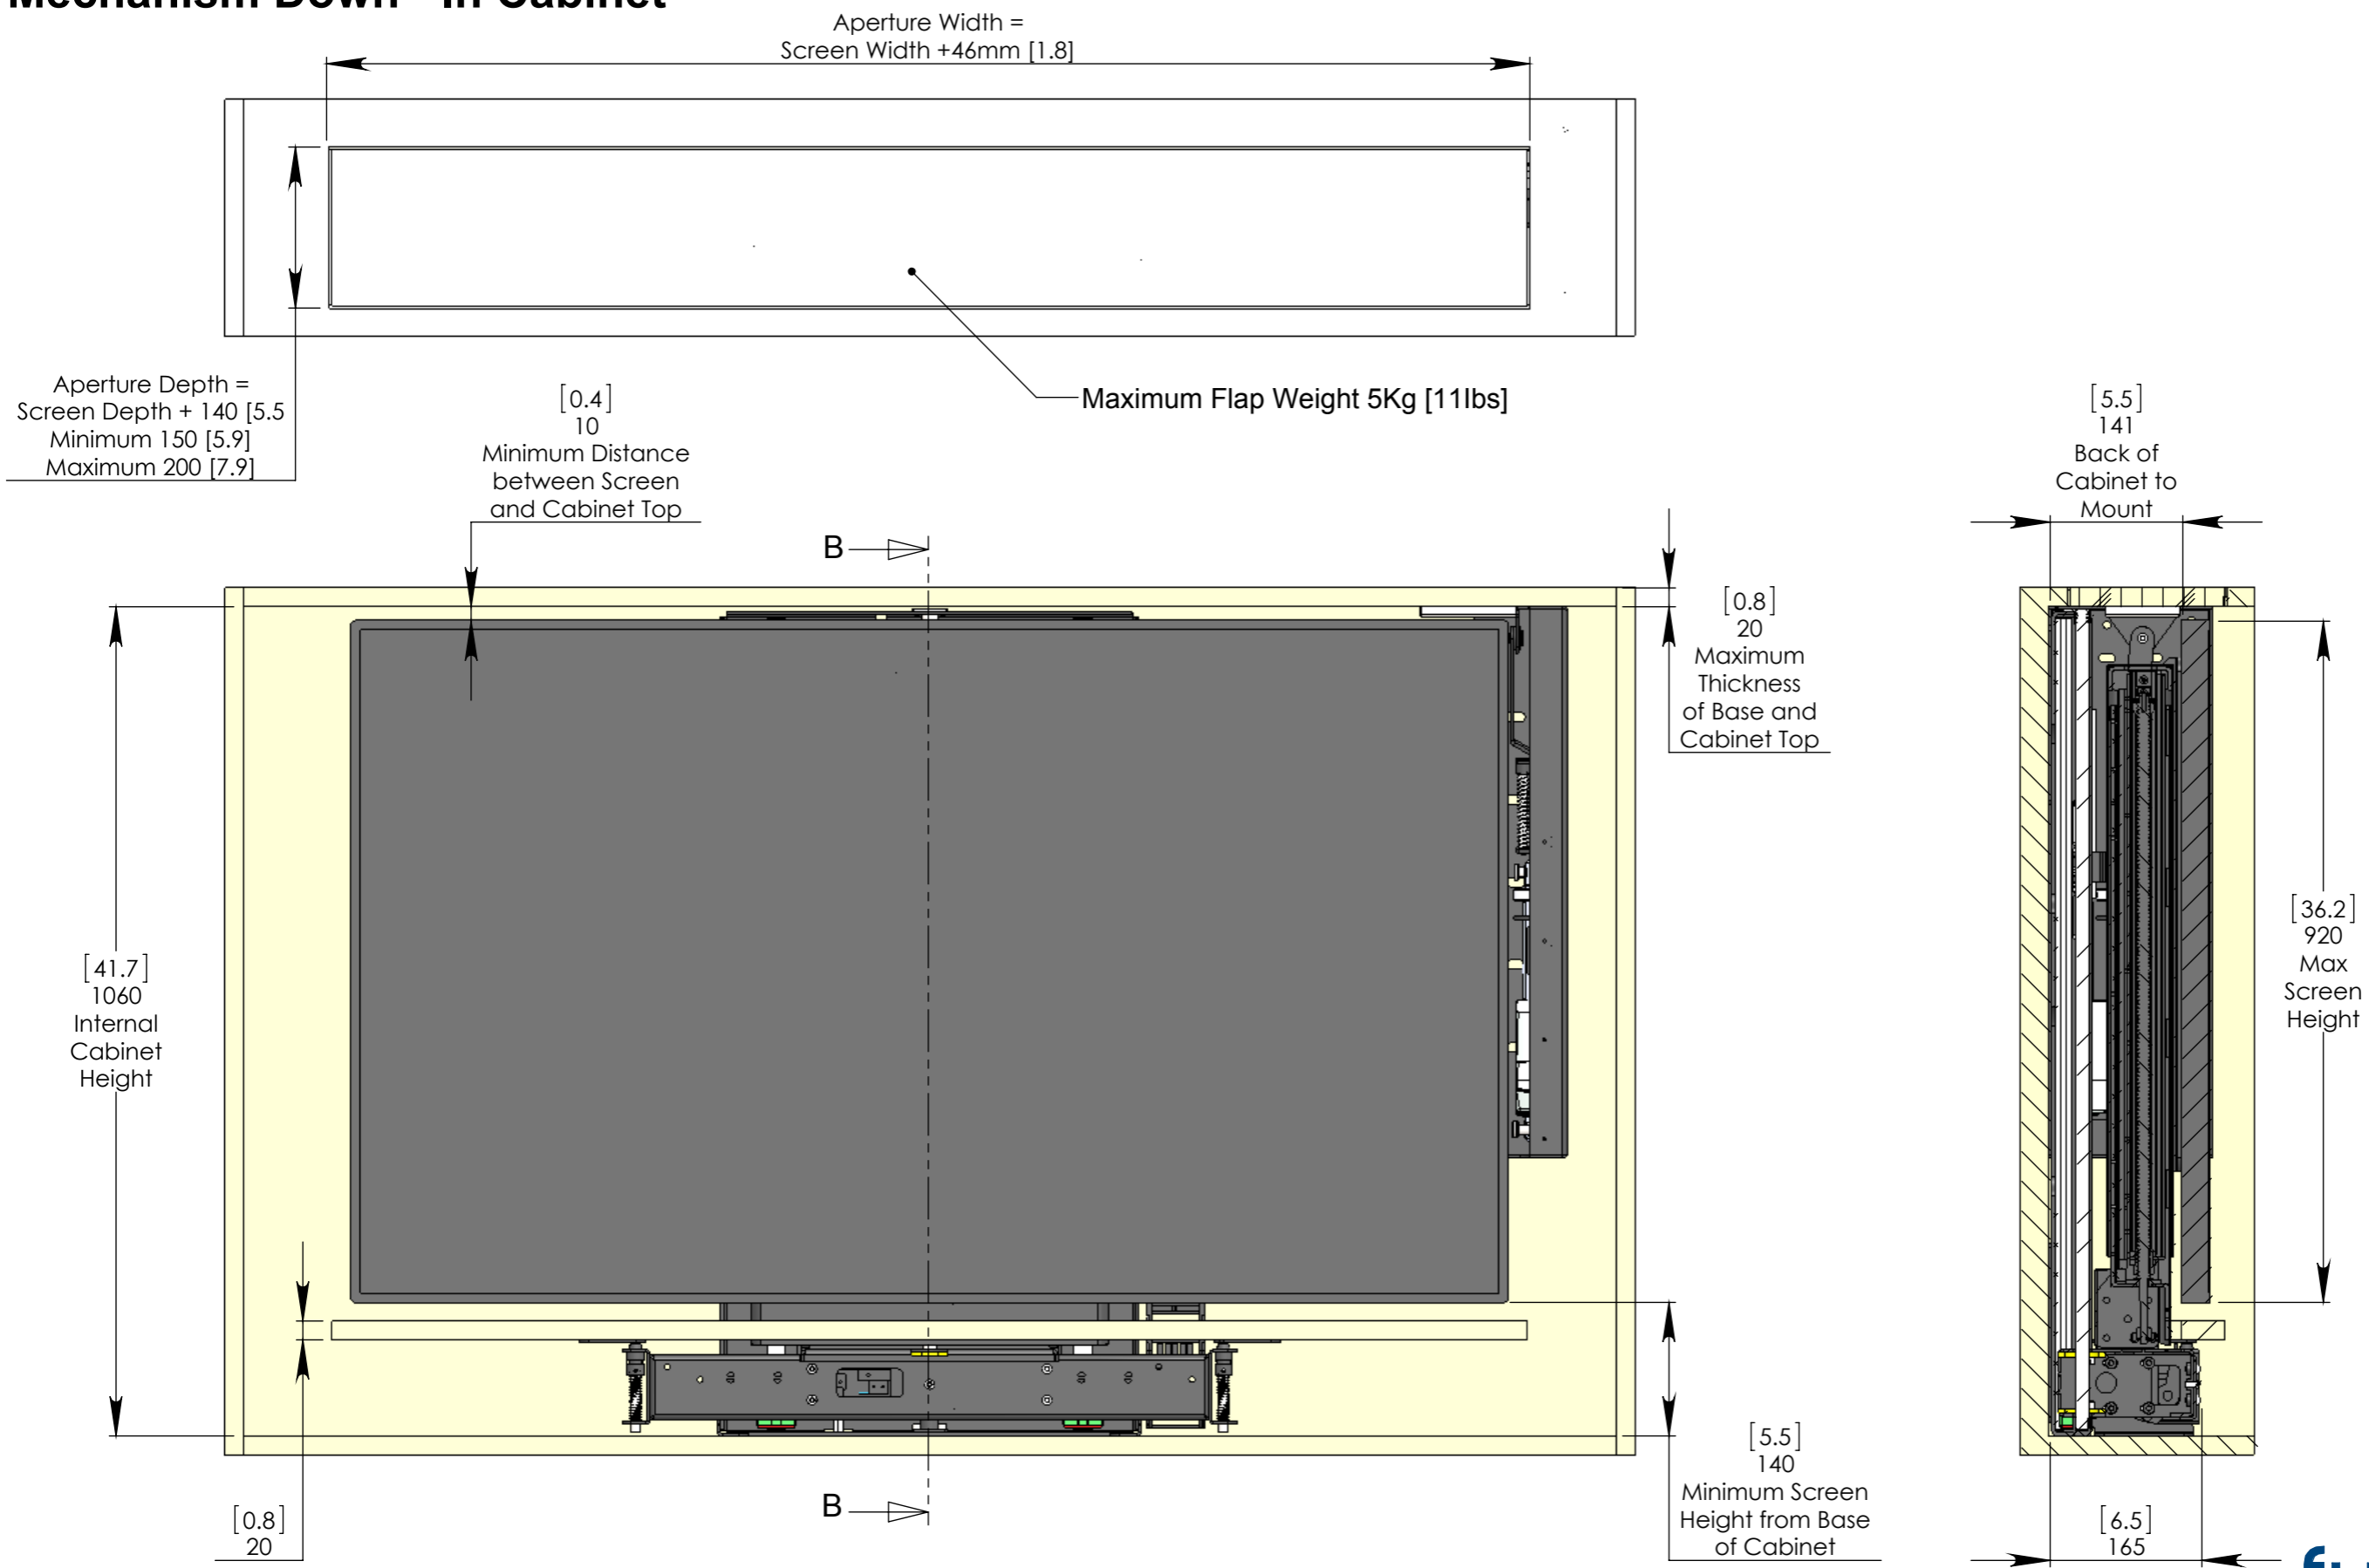 Mechanism Down - In Cabinet
Aperture Width =
Screen Width +46mm [1.8]
Aperture Depth =
Screen Depth + 140 [5.5
Minimum 150 [5.9]
Maximum 200 [7.9]
[0.4]
10
Minimum Distance
between Screen
and Cabinet Top
Maximum Flap Weight 5Kg [11lbs]
[5.5]
141
Back of
Cabinet to
Mount
B
[0.8]
20
Maximum
Thickness
of Base and
Cabinet Top
[41.7]
1060
Internal
Cabinet
Height
[36.2]
920
Max
Screen
Height
[5.5]
140
Minimum Screen
Height from Base
of Cabinet
B
[0.8]
20
[6.5]
165